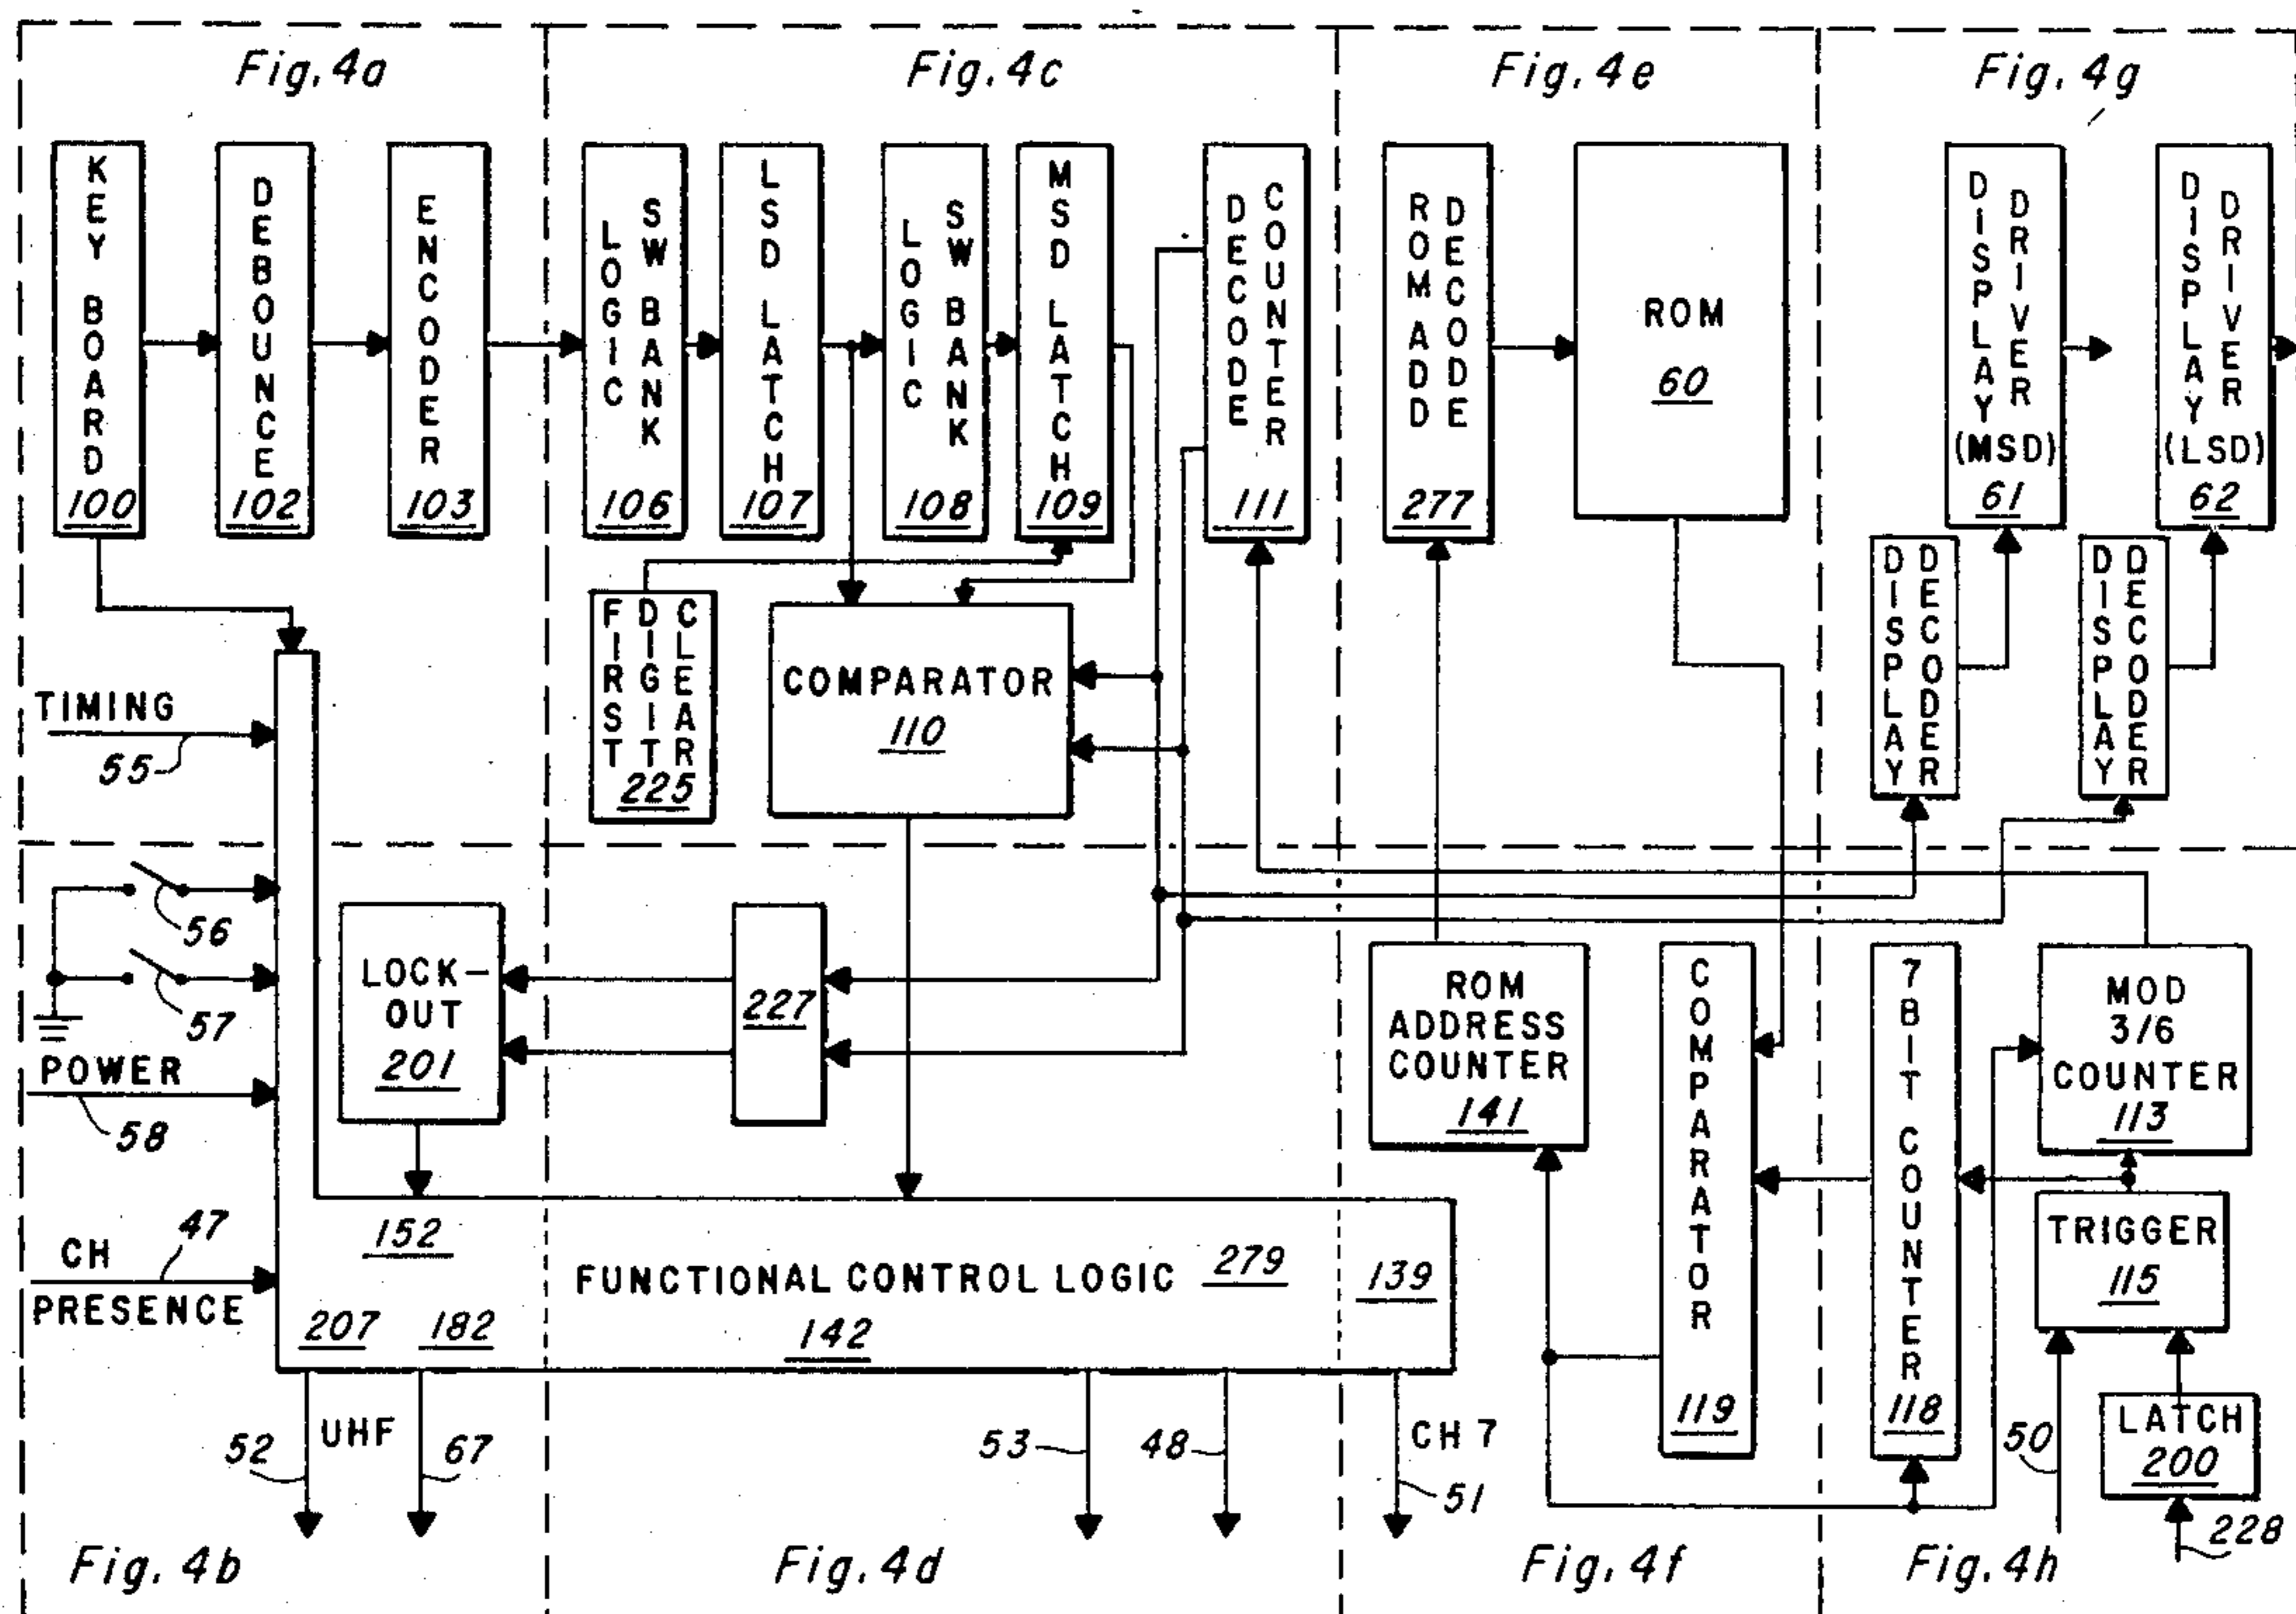 Fig. 4a
Fig. 4c
Fig. 4e
Fig. 4g
KEY BOARD
100
DEBOUNCE
102
ENCODER
103
LOGIC
SW BANK
106
LSD LATCH
107
LOGIC
SW BANK
108
MSD LATCH
109
DECODE
COUNTER
111
ROM ADD
DECODE
277
ROM
60
DISPLAY
DRIVER
(MSD)
61
DISPLAY
DRIVER
(LSD)
62
FIRST
DIGIT
CLEAR
225
COMPARATOR
110
DISPLAY
DECODER
DISPLAY
DECODER
TIMING
55
56
57
POWER
58
CH
PRESENCE
47
LOCK-
OUT
201
227
ROM
ADDRESS
COUNTER
141
COMPARATOR
119
7 BIT COUNTER
118
MOD
3/6
COUNTER
113
TRIGGER
115
LATCH
200
50
228
152
FUNCTIONAL CONTROL LOGIC
279
139
207
182
142
52
UHF
67
53
48
CH 7
51
Fig. 4b
Fig. 4d
Fig. 4f
Fig. 4h